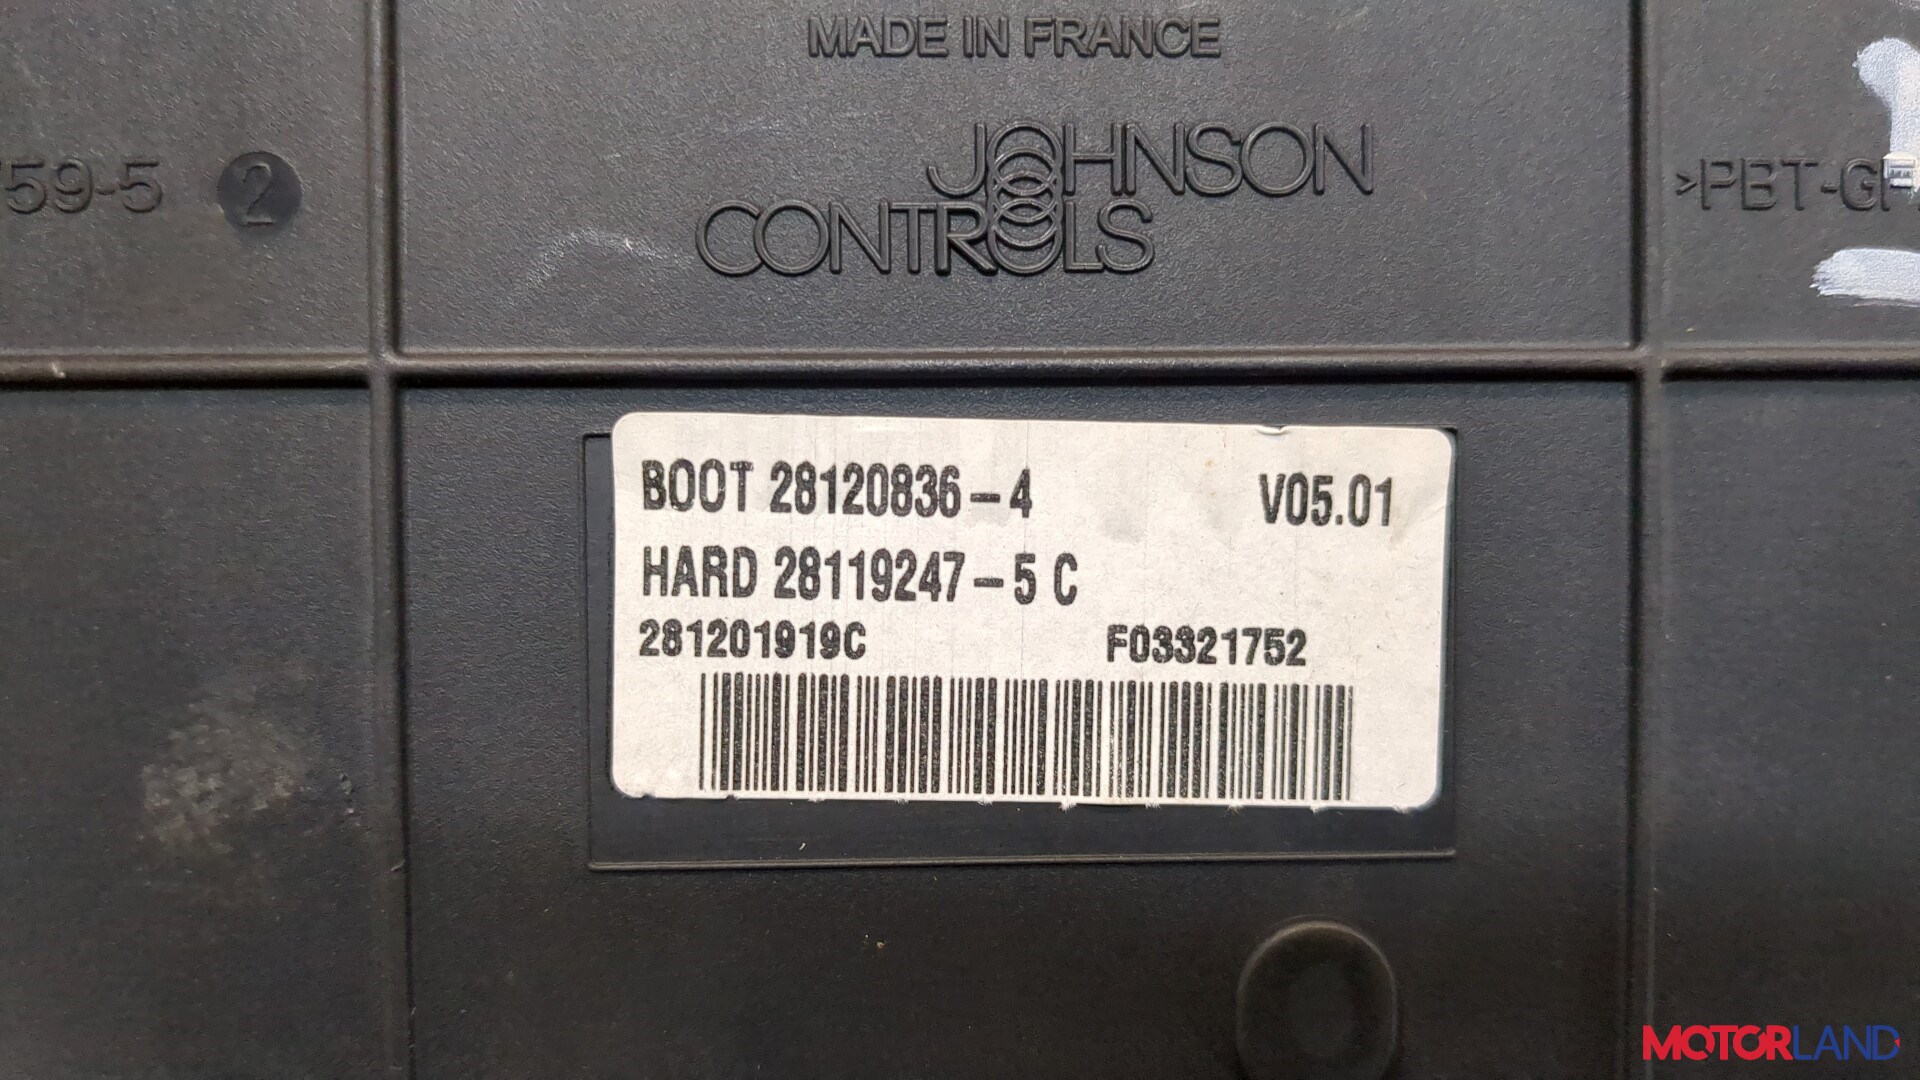 MADE IN FRANCE
JOHNSON
CONTROLS
59-5 2
>PBT-GF
BOOT 28120836-4 V05.01
HARD 28119247-5 C
281201919C F03321752
MOTORLAND